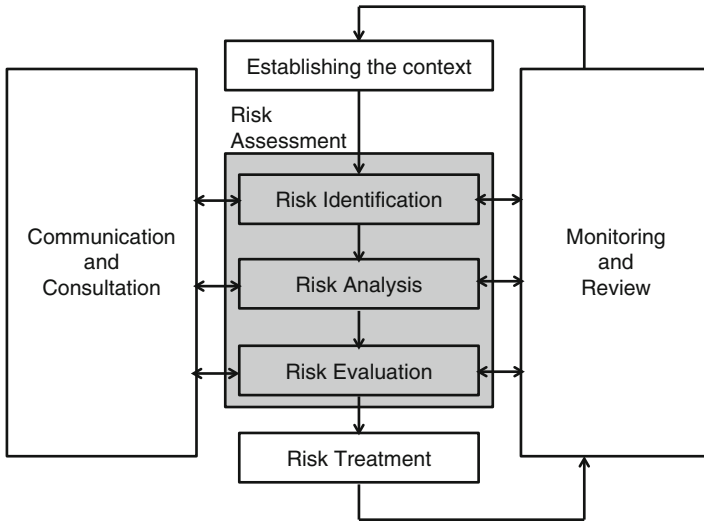 Establishing the context
Risk
Assessment
Risk Identification
Communication
and
Consultation
Risk Analysis
Monitoring
and
Review
Risk Evaluation
Risk Treatment